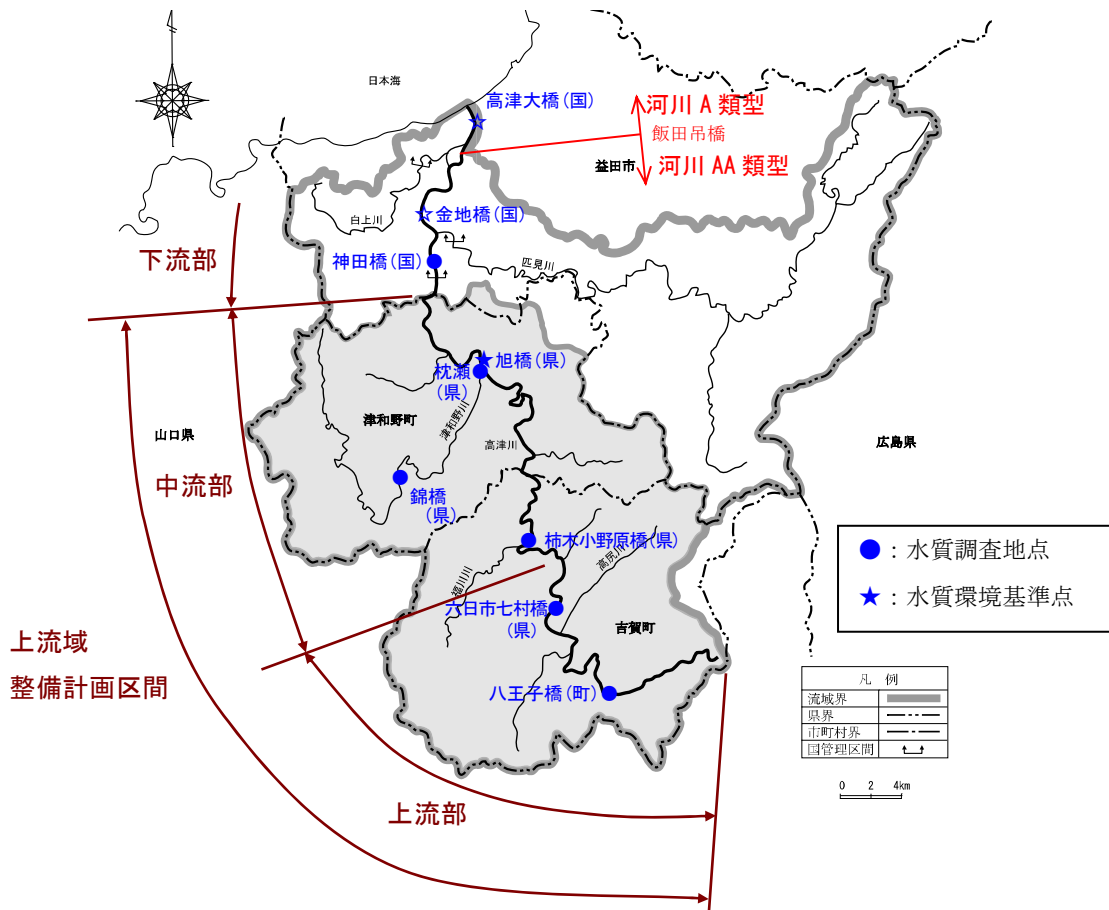 日本海
高津大橋(国)
河川A類型
飯田吊橋
益田市
河川AA類型
白上川
金地橋(国)
下流部
神田橋(国)
匹見川
旭橋(県)
枕瀬
(県)
津和野町
津和野川
山口県
高津川
広島県
中流部
錦橋
(県)
柿木小野原橋(県)
高尻川
福川川
六日市七村橋
(県)
吉賀町
上流域
整備計画区間
八王子橋(町)
上流部
●：水質調査地点
★：水質環境基準点
凡 例
流域界
県界
市町村界
国管理区間
0 2 4km